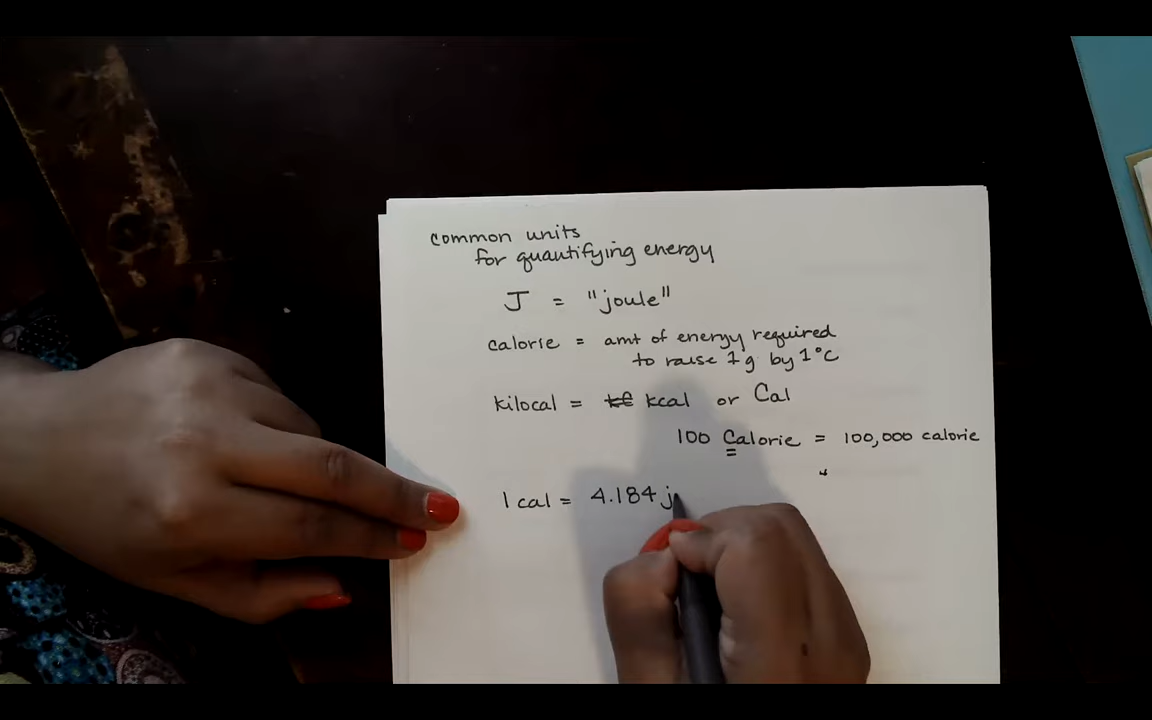 common units
for quantifying energy
J = "joule"
calorie = amt of energy required
to raise 1g by 1°C
kilocal = kcal or Cal
100 Calorie = 100,000 calorie
1 cal = 4.184 j